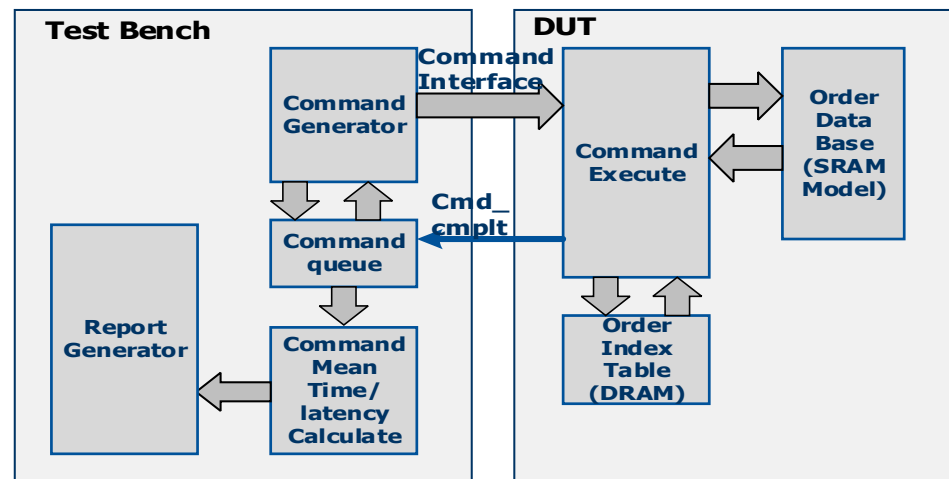 Test Bench
Command
Generator
Command
queue
Command
Mean
Time/
latency
Calculate
Report
Generator
Command
Interface
Cmd_
cmplt
DUT
Command
Execute
Order
Data
Base
(SRAM
Model)
Order
Index
Table
(DRAM)